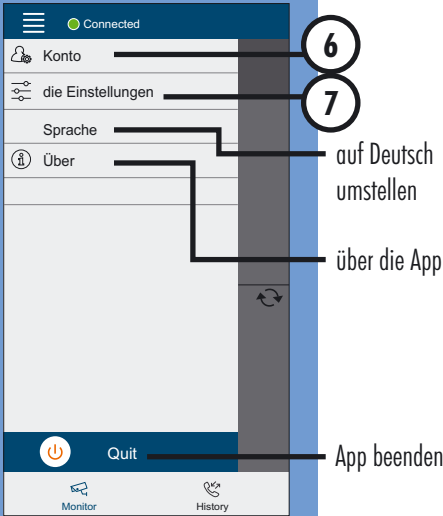 Connected
Konto
6
die Einstellungen
7
Sprache
auf Deutsch
umstellen
Über
über die App
Quit
App beenden
Monitor
History